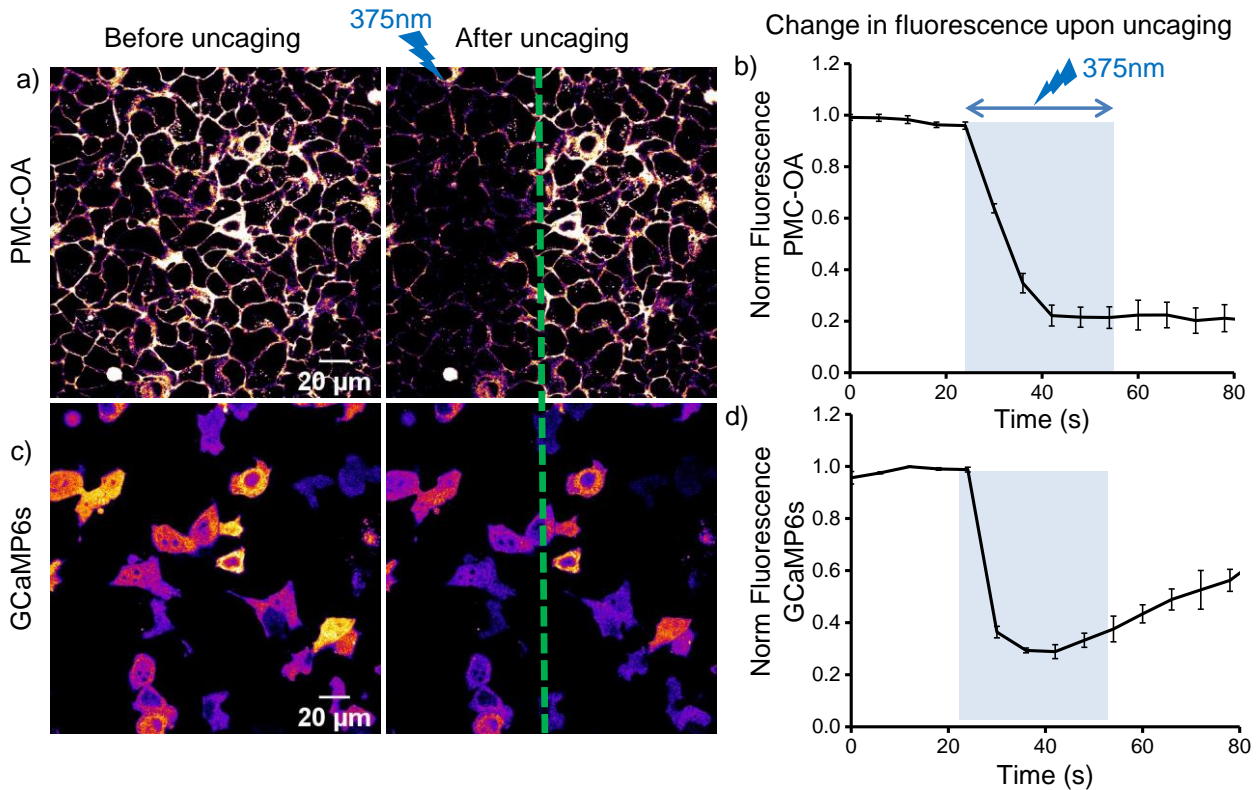 Before uncaging
375nm
After uncaging
Change in fluorescence upon uncaging
a)
PMC-OA
20 µm
b)
375nm
Norm Fluorescence
PMC-OA
1.2
1.0
0.8
0.6
0.4
0.2
0.0
0 20 40 60 80
Time (s)
c)
GCaMP6s
20 µm
d)
Norm Fluorescence
GCaMP6s
1.2
1.0
0.8
0.6
0.4
0.2
0.0
0 20 40 60 80
Time (s)